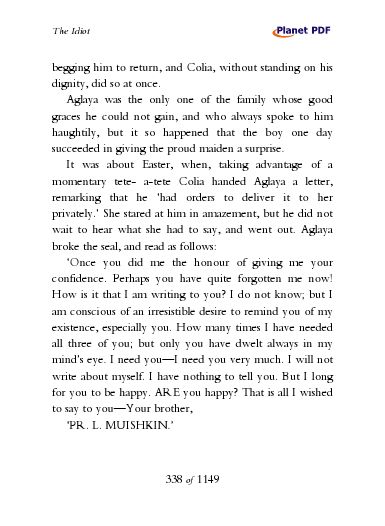 The Idiot
Planet PDF
begging him to return, and Colia, without standing on his
dignity, did so at once.
Aglaya was the only one of the family whose good
graces he could not gain, and who always spoke to him
haughtily, but it so happened that the boy one day
succeeded in giving the proud maiden a surprise.
It was about Easter, when, taking advantage of a
momentary tete- a-tete Colia handed Aglaya a letter,
remarking that he ‘had orders to deliver it to her
privately.’ She stared at him in amazement, but he did not
wait to hear what she had to say, and went out. Aglaya
broke the seal, and read as follows:
‘Once you did me the honour of giving me your
confidence. Perhaps you have quite forgotten me now!
How is it that I am writing to you? I do not know; but I
am conscious of an irresistible desire to remind you of my
existence, especially you. How many times I have needed
all three of you; but only you have dwelt always in my
mind’s eye. I need you—I need you very much. I will not
write about myself. I have nothing to tell you. But I long
for you to be happy. ARE you happy? That is all I wished
to say to you—Your brother,
‘PR. L. MUISHKIN.’
338 of 1149